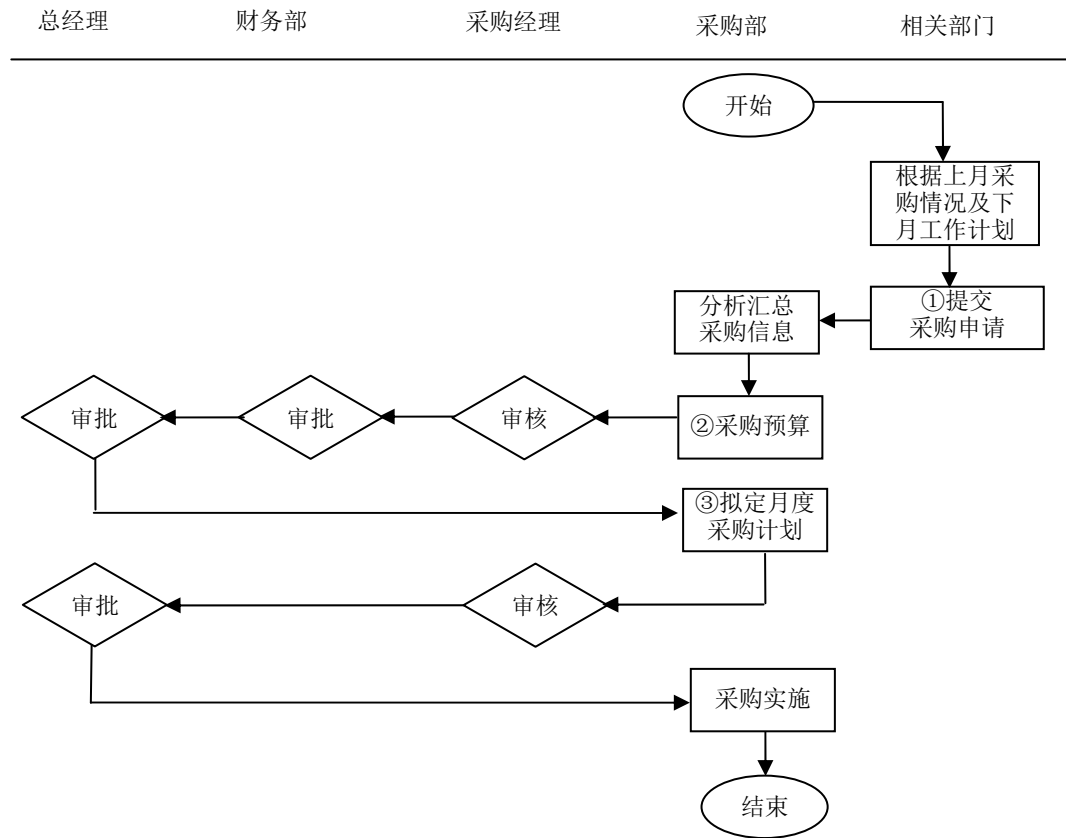 总经理 财务部 采购经理 采购部 相关部门
开始
根据上月采
购情况及下
月工作计划
①提交
采购申请
分析汇总
采购信息
②采购预算
审核
审批
审批
③拟定月度
采购计划
审核
审批
采购实施
结束